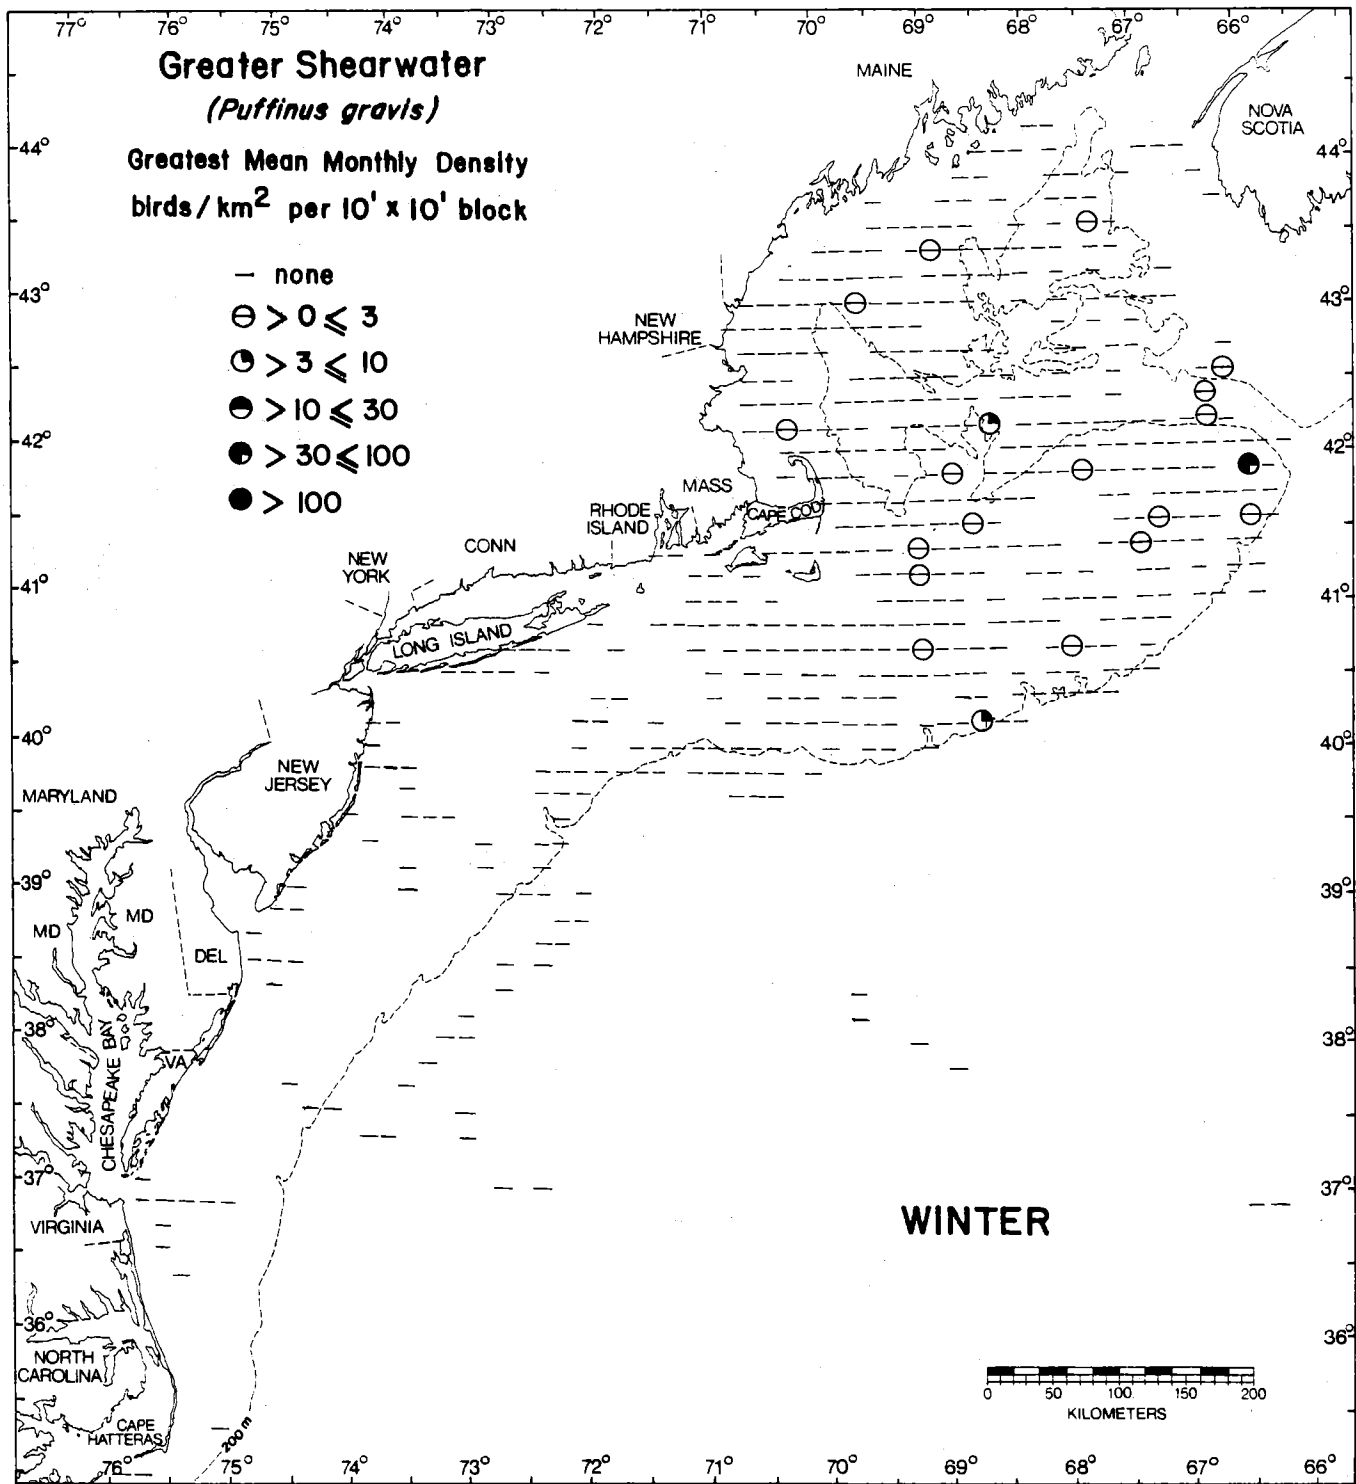 77° 76° 75° 74° 73° 72° 71° 70° 69° 68° 67° 66°
Greater Shearwater
(Puffinus gravis)
Greatest Mean Monthly Density
birds/km² per 10' x 10' block
— none
> 0 ⩽ 3
> 3 ⩽ 10
> 10 ⩽ 30
> 30 ⩽ 100
> 100
MAINE
NOVA
SCOTIA
44° 44°
43° 43°
NEW
HAMPSHIRE
42° 42°
MASS
RHODE
ISLAND
CAPE COD
CONN
NEW
YORK
41° 41°
LONG ISLAND
40° 40°
NEW
JERSEY
MARYLAND
39° 39°
MD
MD
DEL
38° 38°
CHESAPEAKE BAY
VA
37° 37°
VIRGINIA
WINTER
36° 36°
NORTH
CAROLINA
CAPE
HATTERAS
200 m
0 50 100 150 200
KILOMETERS
76° 75° 74° 73° 72° 71° 70° 69° 68° 67° 66°